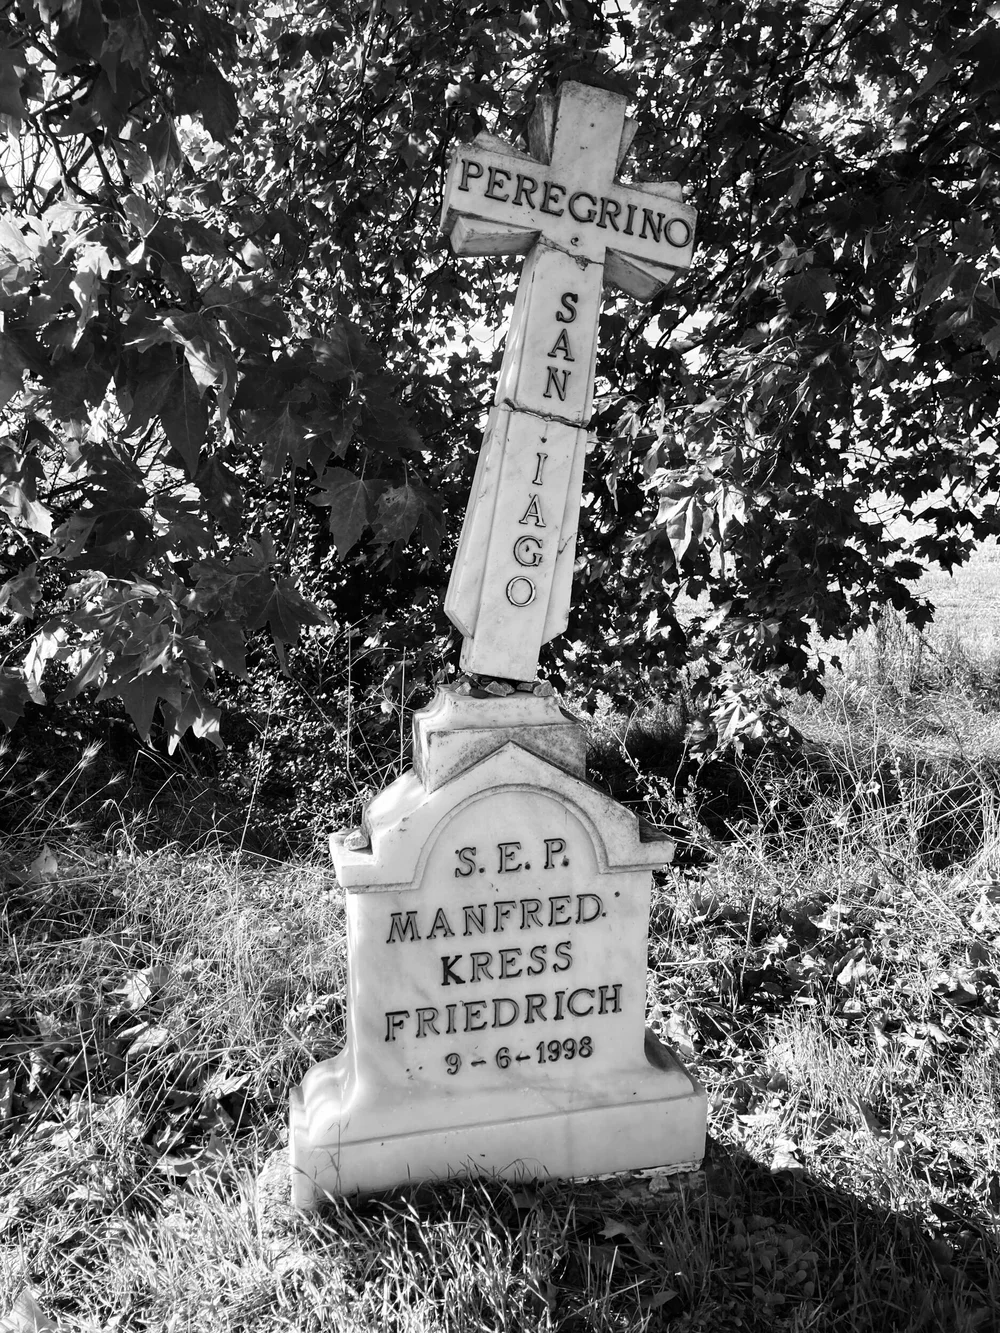 PEREGRINO
SAN
IAGO
S. E. P.
MANFRED.
KRESS
FRIEDRICH
9-6-1998